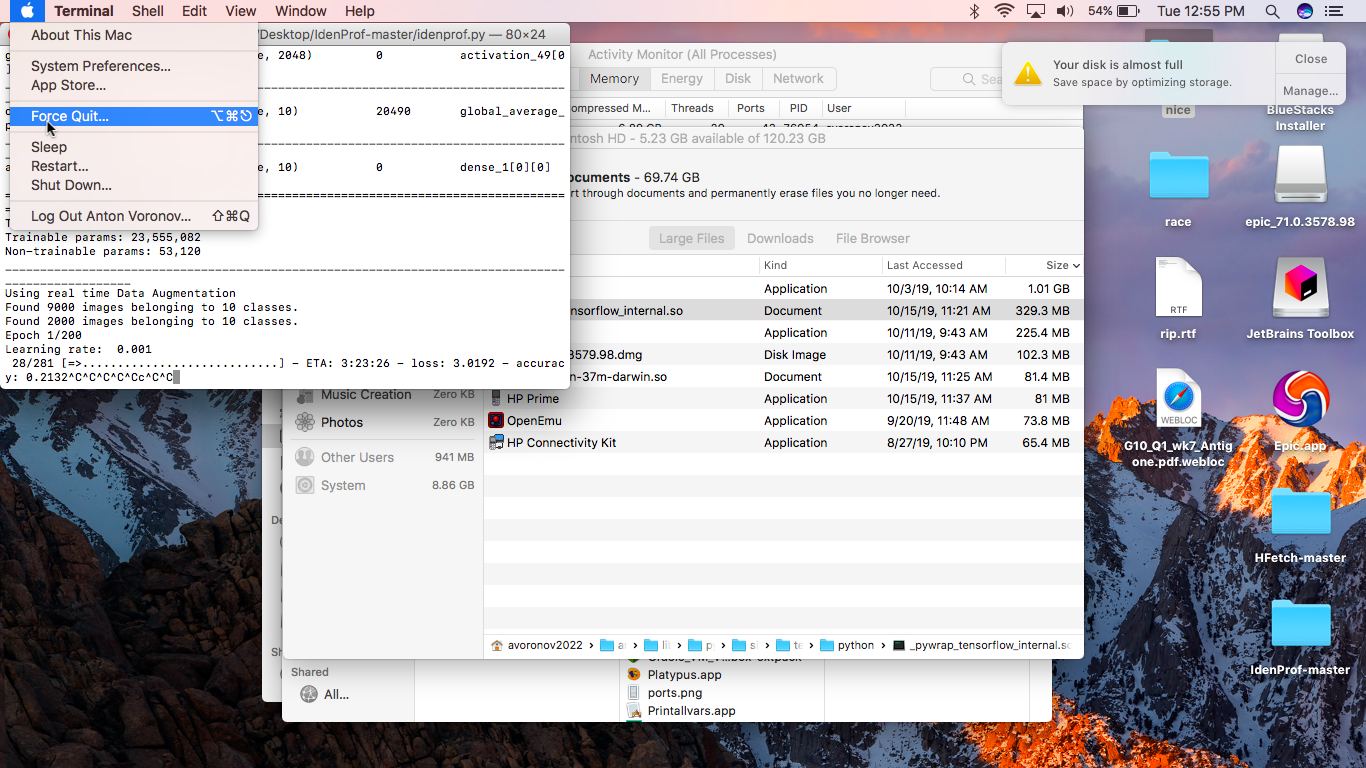 Terminal Shell Edit View Window Help
54% Tue 12:55 PM
About This Mac
System Preferences...
App Store...
Force Quit...
Sleep
Restart...
Shut Down...
Log Out Anton Voronov... ⇧⌘Q
/Desktop/IdenProf-master/idenprof.py — 80×24
, 2048) 0 activation_49[0
, 10) 20490 global_average_
, 10) 0 dense_1[0][0]
Trainable params: 23,555,082
Non-trainable params: 53,120
Using real time Data Augmentation
Found 9000 images belonging to 10 classes.
Found 2000 images belonging to 10 classes.
Epoch 1/200
Learning rate: 0.001
28/281 [=>............................] - ETA: 3:23:26 - loss: 3.0192 - accurac
y: 0.2132^C^C^C^C^Cc^C^C
Activity Monitor (All Processes)
Memory Energy Disk Network
Threads Ports PID User
Your disk is almost full
Save space by optimizing storage.
Close
Manage...
intosh HD - 5.23 GB available of 120.23 GB
ocuments - 69.74 GB
rt through documents and permanently erase files you no longer need.
Large Files Downloads File Browser
Kind Last Accessed Size
Application 10/3/19, 10:14 AM 1.01 GB
ensorflow_internal.so Document 10/15/19, 11:21 AM 329.3 MB
Application 10/11/19, 9:43 AM 225.4 MB
3579.98.dmg Disk Image 10/11/19, 9:43 AM 102.3 MB
n-37m-darwin.so Document 10/15/19, 11:25 AM 81.4 MB
HP Prime Application 10/15/19, 11:37 AM 81 MB
OpenEmu Application 9/20/19, 11:48 AM 73.8 MB
HP Connectivity Kit Application 8/27/19, 10:10 PM 65.4 MB
Music Creation Zero KB
Photos Zero KB
Other Users 941 MB
System 8.86 GB
avoronov2022 python _pywrap_tensorflow_internal.so
Shared
All...
Platypus.app
ports.png
Printallvars.app
nice
BlueStacks
Installer
race
epic_71.0.3578.98
RTF
rip.rtf
JetBrains Toolbox
WEBLOC
G10_Q1_wk7_Antig
one.pdf.webloc
Epic.app
HFetch-master
IdenProf-master